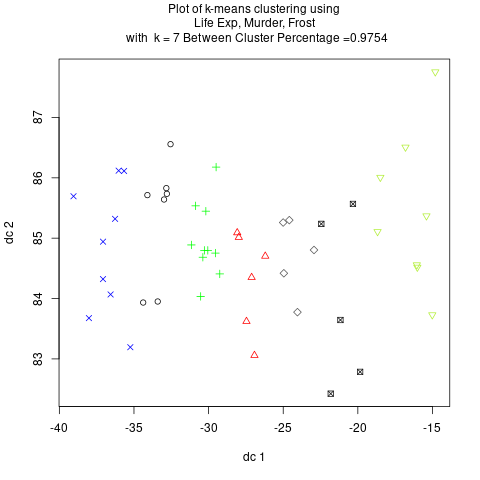 Plot of k-means clustering using
Life Exp, Murder, Frost
with  k = 7 Between Cluster Percentage =0.9754
87
86
85
84
83
dc 2
-40 -35 -30 -25 -20 -15
dc 1